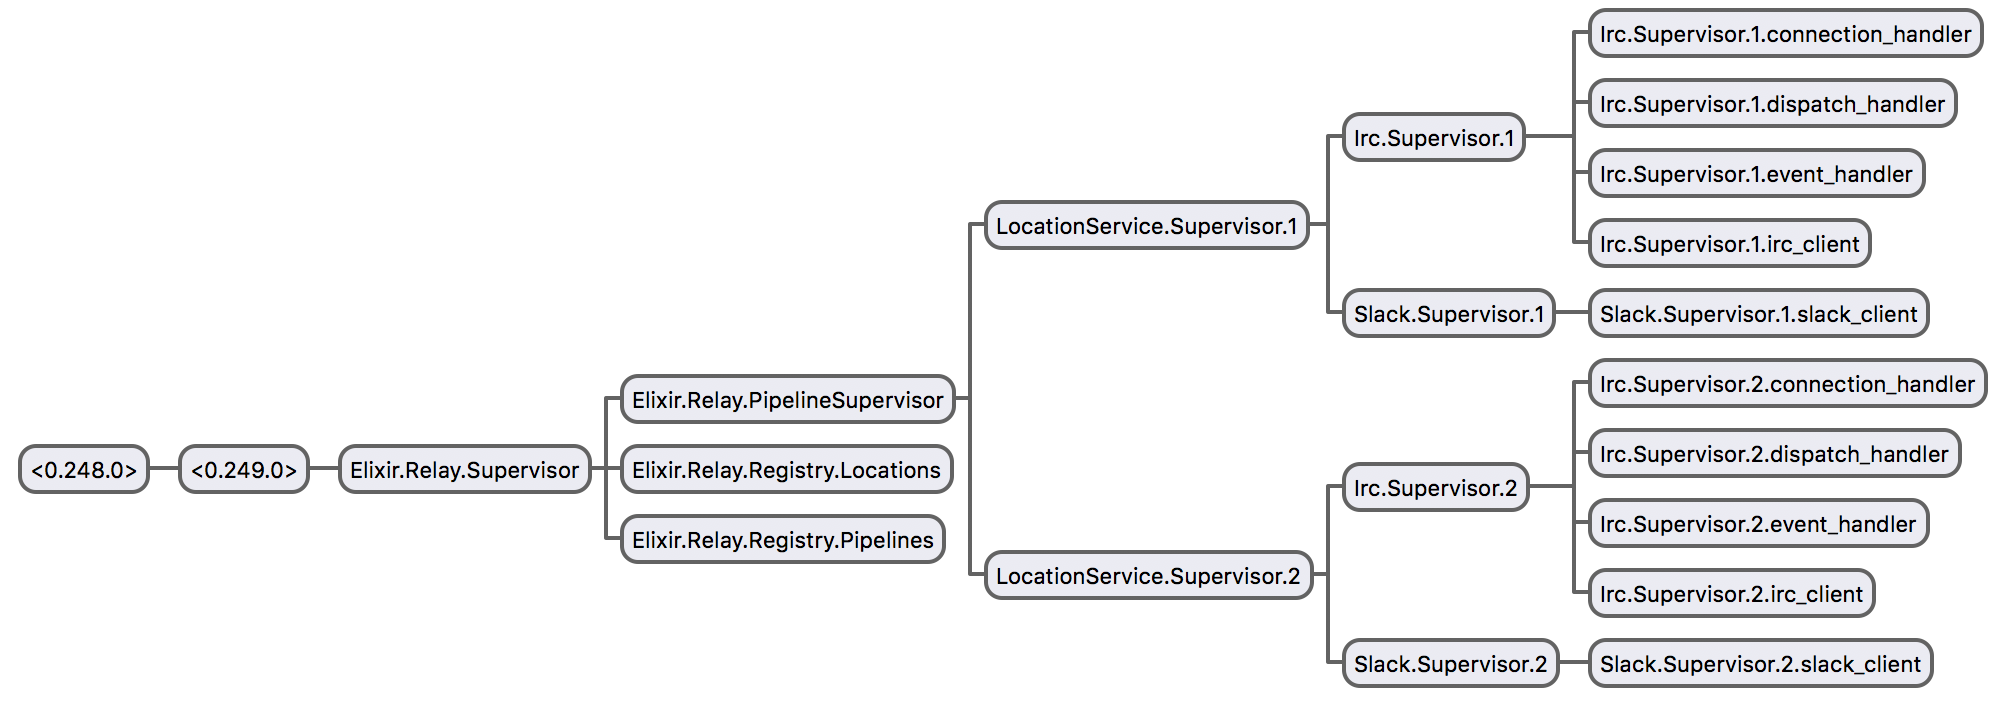 <0.248.0>
<0.249.0>
Elixir.Relay.Supervisor
Elixir.Relay.PipelineSupervisor
Elixir.Relay.Registry.Locations
Elixir.Relay.Registry.Pipelines
LocationService.Supervisor.1
LocationService.Supervisor.2
Irc.Supervisor.1
Slack.Supervisor.1
Irc.Supervisor.2
Slack.Supervisor.2
Irc.Supervisor.1.connection_handler
Irc.Supervisor.1.dispatch_handler
Irc.Supervisor.1.event_handler
Irc.Supervisor.1.irc_client
Slack.Supervisor.1.slack_client
Irc.Supervisor.2.connection_handler
Irc.Supervisor.2.dispatch_handler
Irc.Supervisor.2.event_handler
Irc.Supervisor.2.irc_client
Slack.Supervisor.2.slack_client